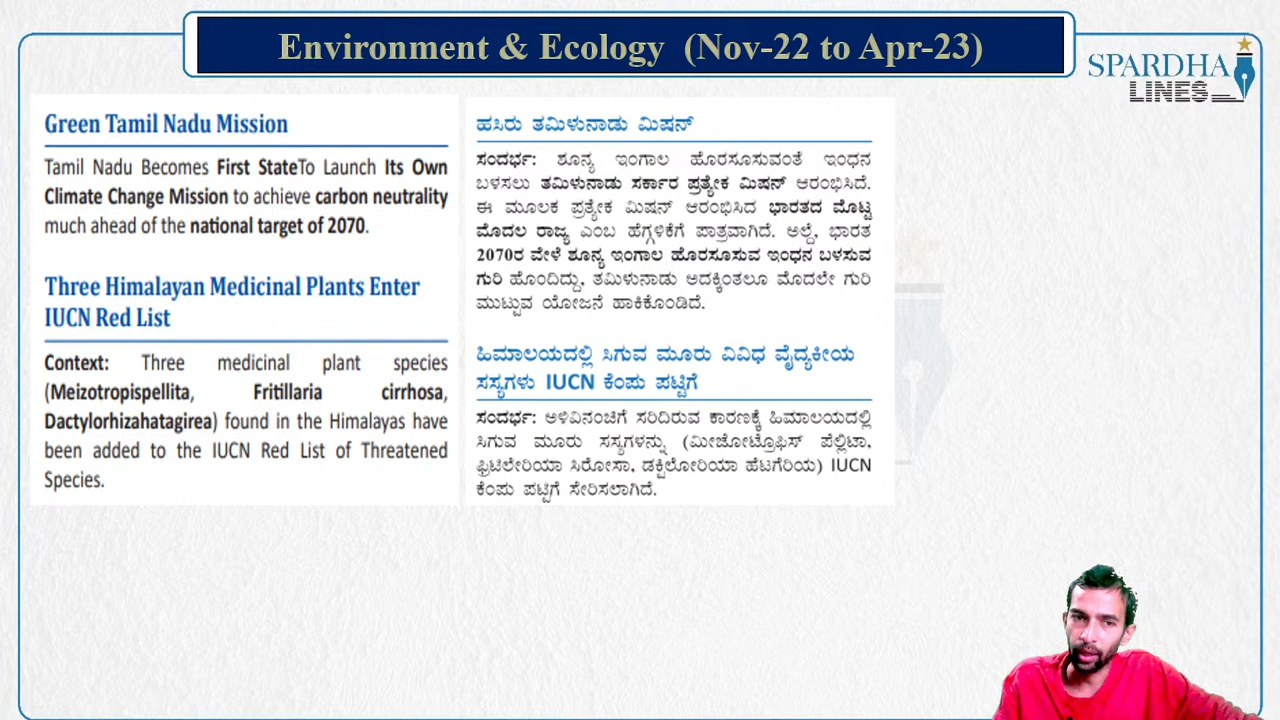 Environment & Ecology (Nov-22 to Apr-23)
SPARDHA
LINES
Green Tamil Nadu Mission
Tamil Nadu Becomes First StateTo Launch Its Own
Climate Change Mission to achieve carbon neutrality
much ahead of the national target of 2070.
Three Himalayan Medicinal Plants Enter
IUCN Red List
Context: Three medicinal plant species
(Meizotropispellita, Fritillaria cirrhosa,
Dactylorhizahatagirea) found in the Himalayas have
been added to the IUCN Red List of Threatened
Species.
ಹಸಿರು ತಮಿಳುನಾಡು ಮಿಷನ್
ಸಂದರ್ಭ: ಶೂನ್ಯ ಇಂಗಾಲ ಹೊರಸೂಸುವಂತೆ ಇಂಧನ
ಬಳಸಲು ತಮಿಳುನಾಡು ಸರ್ಕಾರ ಪ್ರತ್ಯೇಕ ಮಿಷನ್ ಆರಂಭಿಸಿದೆ.
ಈ ಮೂಲಕ ಪ್ರತ್ಯೇಕ ಮಿಷನ್ ಆರಂಭಿಸಿದ ಭಾರತದ ಮೊಟ್ಟ
ಮೊದಲ ರಾಜ್ಯ ಎಂಬ ಹೆಗ್ಗಳಿಕೆಗೆ ಪಾತ್ರವಾಗಿದೆ. ಅಲ್ದೆ, ಭಾರತ
2070ರ ವೇಳೆ ಶೂನ್ಯ ಇಂಗಾಲ ಹೊರಸೂಸುವ ಇಂಧನ ಬಳಸುವ
ಗುರಿ ಹೊಂದಿದ್ದು, ತಮಿಳುನಾಡು ಅದಕ್ಕಿಂತಲೂ ಮೊದಲೇ ಗುರಿ
ಮುಟ್ಟುವ ಯೋಜನೆ ಹಾಕಿಕೊಂಡಿದೆ.
ಹಿಮಾಲಯದಲ್ಲಿ ಸಿಗುವ ಮೂರು ವಿವಿಧ ವೈದ್ಯಕೀಯ
ಸಸ್ಯಗಳು IUCN ಕೆಂಪು ಪಟ್ಟಿಗೆ
ಸಂದರ್ಭ: ಅಳಿವಿನಂಚಿಗೆ ಸರಿದಿರುವ ಕಾರಣಕ್ಕೆ ಹಿಮಾಲಯದಲ್ಲಿ
ಸಿಗುವ ಮೂರು ಸಸ್ಯಗಳನ್ನು (ಮೀಜೋಟ್ರೊಫಿಸ್ ಪೆಲ್ಲಿಟಾ,
ಫ್ರಿಟಿಲೇರಿಯಾ ಸಿರೋಸಾ, ಡಕ್ಟಿಲೋರಿಯಾ ಹೆಟಗೆರಿಯ) IUCN
ಕೆಂಪು ಪಟ್ಟಿಗೆ ಸೇರಿಸಲಾಗಿದೆ.